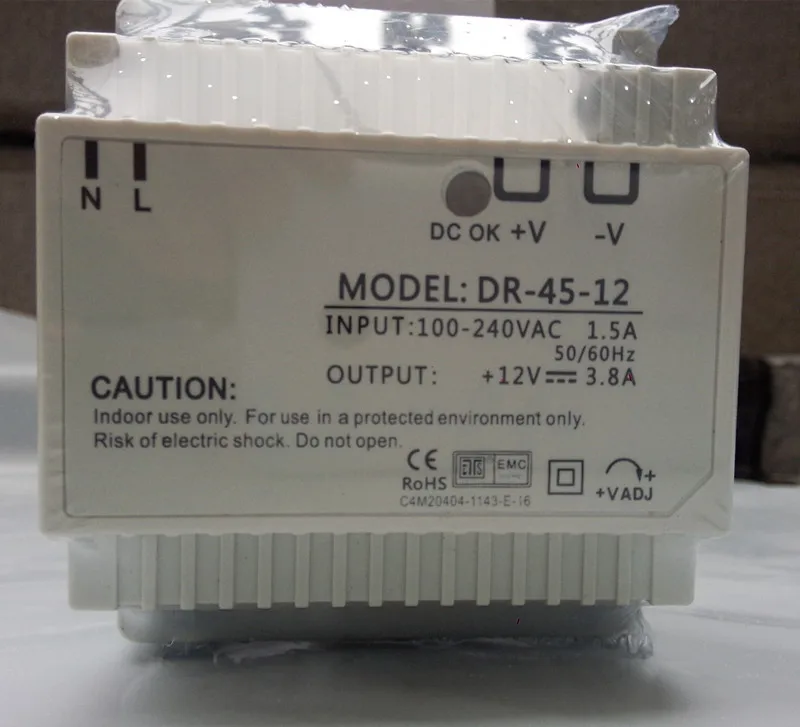 N L
DC OK +V -V
MODEL: DR-45-12
INPUT:100-240VAC 1.5A
50/60Hz
OUTPUT: +12V 3.8A
CAUTION:
Indoor use only. For use in a protected environment only.
Risk of electric shock. Do not open.
CE
RoHS
EMC
C4M20404-1143-E-16
+
+VADJ